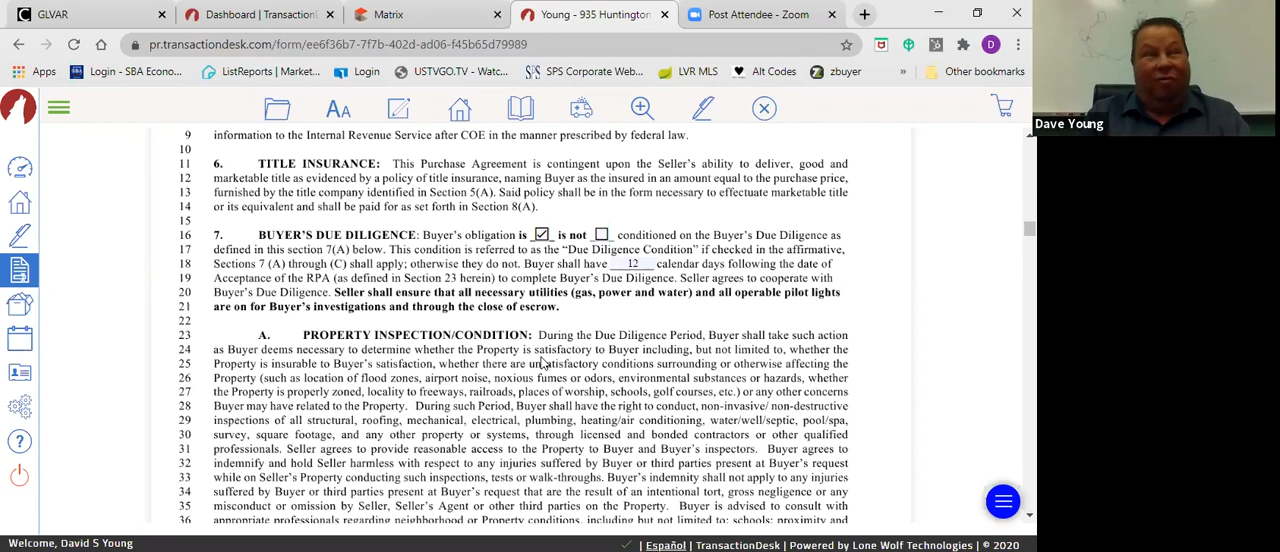 GLVAR
Dashboard | TransactionDesk
Matrix
Young - 935 Huntington
Post Attendee - Zoom
pr.transactiondesk.com/form/ee6f36b7-7f7b-402d-ad06-f45b65d79989
Apps
Login - SBA Econo...
ListReports | Market...
Login
USTVGO.TV - Watc...
SPS Corporate Web...
LVR MLS
Alt Codes
zbuyer
»
Other bookmarks
Dave Young
9 information to the Internal Revenue Service after COE in the manner prescribed by federal law.
10
11 6. TITLE INSURANCE: This Purchase Agreement is contingent upon the Seller's ability to deliver, good and
12 marketable title as evidenced by a policy of title insurance, naming Buyer as the insured in an amount equal to the purchase price,
13 furnished by the title company identified in Section 5(A). Said policy shall be in the form necessary to effectuate marketable title
14 or its equivalent and shall be paid for as set forth in Section 8(A).
15
16 7. BUYER'S DUE DILIGENCE: Buyer's obligation is is not conditioned on the Buyer's Due Diligence as
17 defined in this section 7(A) below. This condition is referred to as the "Due Diligence Condition" if checked in the affirmative,
18 Sections 7 (A) through (C) shall apply; otherwise they do not. Buyer shall have 12 calendar days following the date of
19 Acceptance of the RPA (as defined in Section 23 herein) to complete Buyer's Due Diligence. Seller agrees to cooperate with
20 Buyer's Due Diligence. Seller shall ensure that all necessary utilities (gas, power and water) and all operable pilot lights
21 are on for Buyer's investigations and through the close of escrow.
22
23 A. PROPERTY INSPECTION/CONDITION: During the Due Diligence Period, Buyer shall take such action
24 as Buyer deems necessary to determine whether the Property is satisfactory to Buyer including, but not limited to, whether the
25 Property is insurable to Buyer's satisfaction, whether there are unsatisfactory conditions surrounding or otherwise affecting the
26 Property (such as location of flood zones, airport noise, noxious fumes or odors, environmental substances or hazards, whether
27 the Property is properly zoned, locality to freeways, railroads, places of worship, schools, golf courses, etc.) or any other concerns
28 Buyer may have related to the Property. During such Period, Buyer shall have the right to conduct, non-invasive/ non-destructive
29 inspections of all structural, roofing, mechanical, electrical, plumbing, heating/air conditioning, water/well/septic, pool/spa,
30 survey, square footage, and any other property or systems, through licensed and bonded contractors or other qualified
31 professionals. Seller agrees to provide reasonable access to the Property to Buyer and Buyer's inspectors. Buyer agrees to
32 indemnify and hold Seller harmless with respect to any injuries suffered by Buyer or third parties present at Buyer's request
33 while on Seller's Property conducting such inspections, tests or walk-throughs. Buyer's indemnity shall not apply to any injuries
34 suffered by Buyer or third parties present at Buyer's request that are the result of an intentional tort, gross negligence or any
35 misconduct or omission by Seller, Seller's Agent or other third parties on the Property. Buyer is advised to consult with
36 appropriate professionals regarding neighborhood or Property conditions, including but not limited to: schools; proximity and
Welcome, David S Young
Español | TransactionDesk | Powered by Lone Wolf Technologies | © 2020